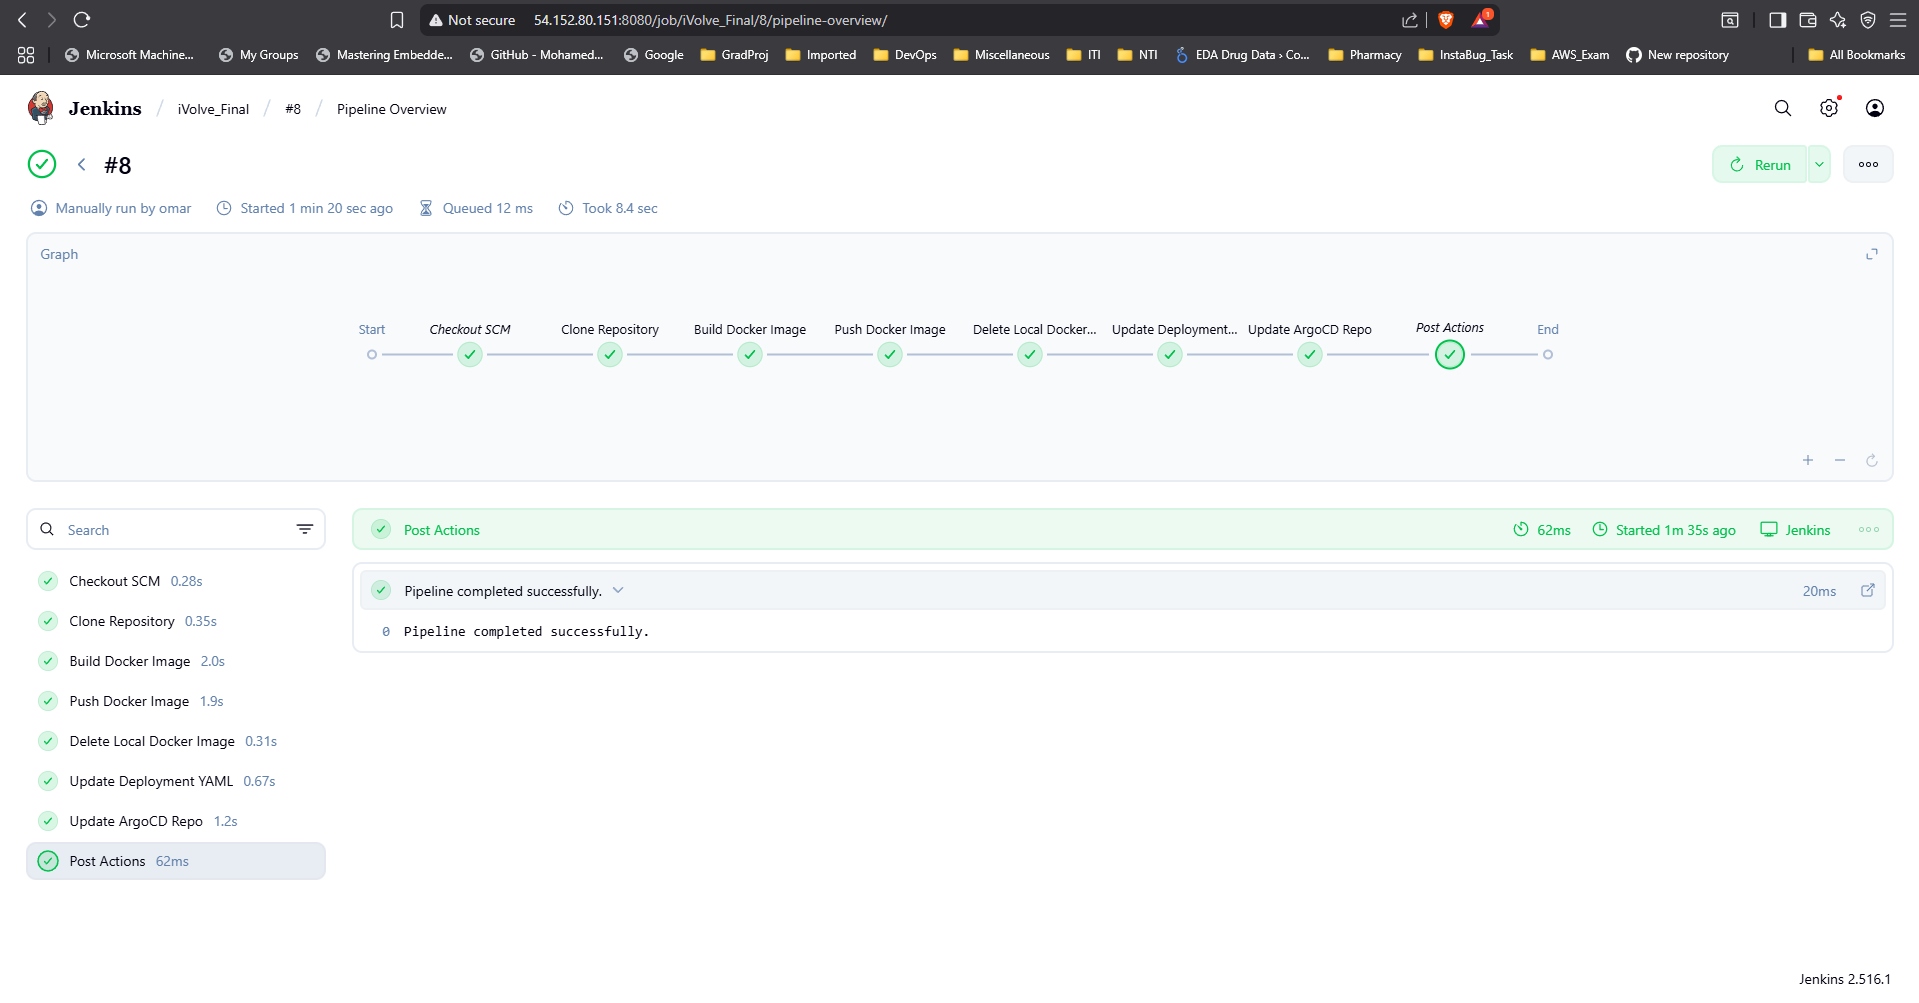 Not secure 54.152.80.151:8080/job/iVolve_Final/8/pipeline-overview/ 1
Microsoft Machine... My Groups Mastering Embedde... GitHub - Mohamed... Google GradProj Imported DevOps Miscellaneous ITI NTI EDA Drug Data › Co... Pharmacy InstaBug_Task AWS_Exam New repository All Bookmarks
Jenkins / iVolve_Final / #8 / Pipeline Overview
#8
Rerun
Manually run by omar Started 1 min 20 sec ago Queued 12 ms Took 8.4 sec
Graph
Start Checkout SCM Clone Repository Build Docker Image Push Docker Image Delete Local Docker... Update Deployment... Update ArgoCD Repo Post Actions End
Search
Checkout SCM 0.28s
Clone Repository 0.35s
Build Docker Image 2.0s
Push Docker Image 1.9s
Delete Local Docker Image 0.31s
Update Deployment YAML 0.67s
Update ArgoCD Repo 1.2s
Post Actions 62ms
Post Actions 62ms Started 1m 35s ago Jenkins
Pipeline completed successfully. 20ms
0 Pipeline completed successfully.
Jenkins 2.516.1